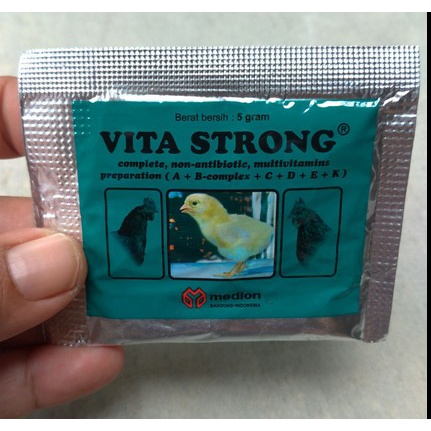 Berat bersih : 5 gram
VITA STRONG®
complete, non-antibiotic, multivitamins
preparation ( A + B-complex + C + D + E + K )
medion
BANDUNG-INDONESIA